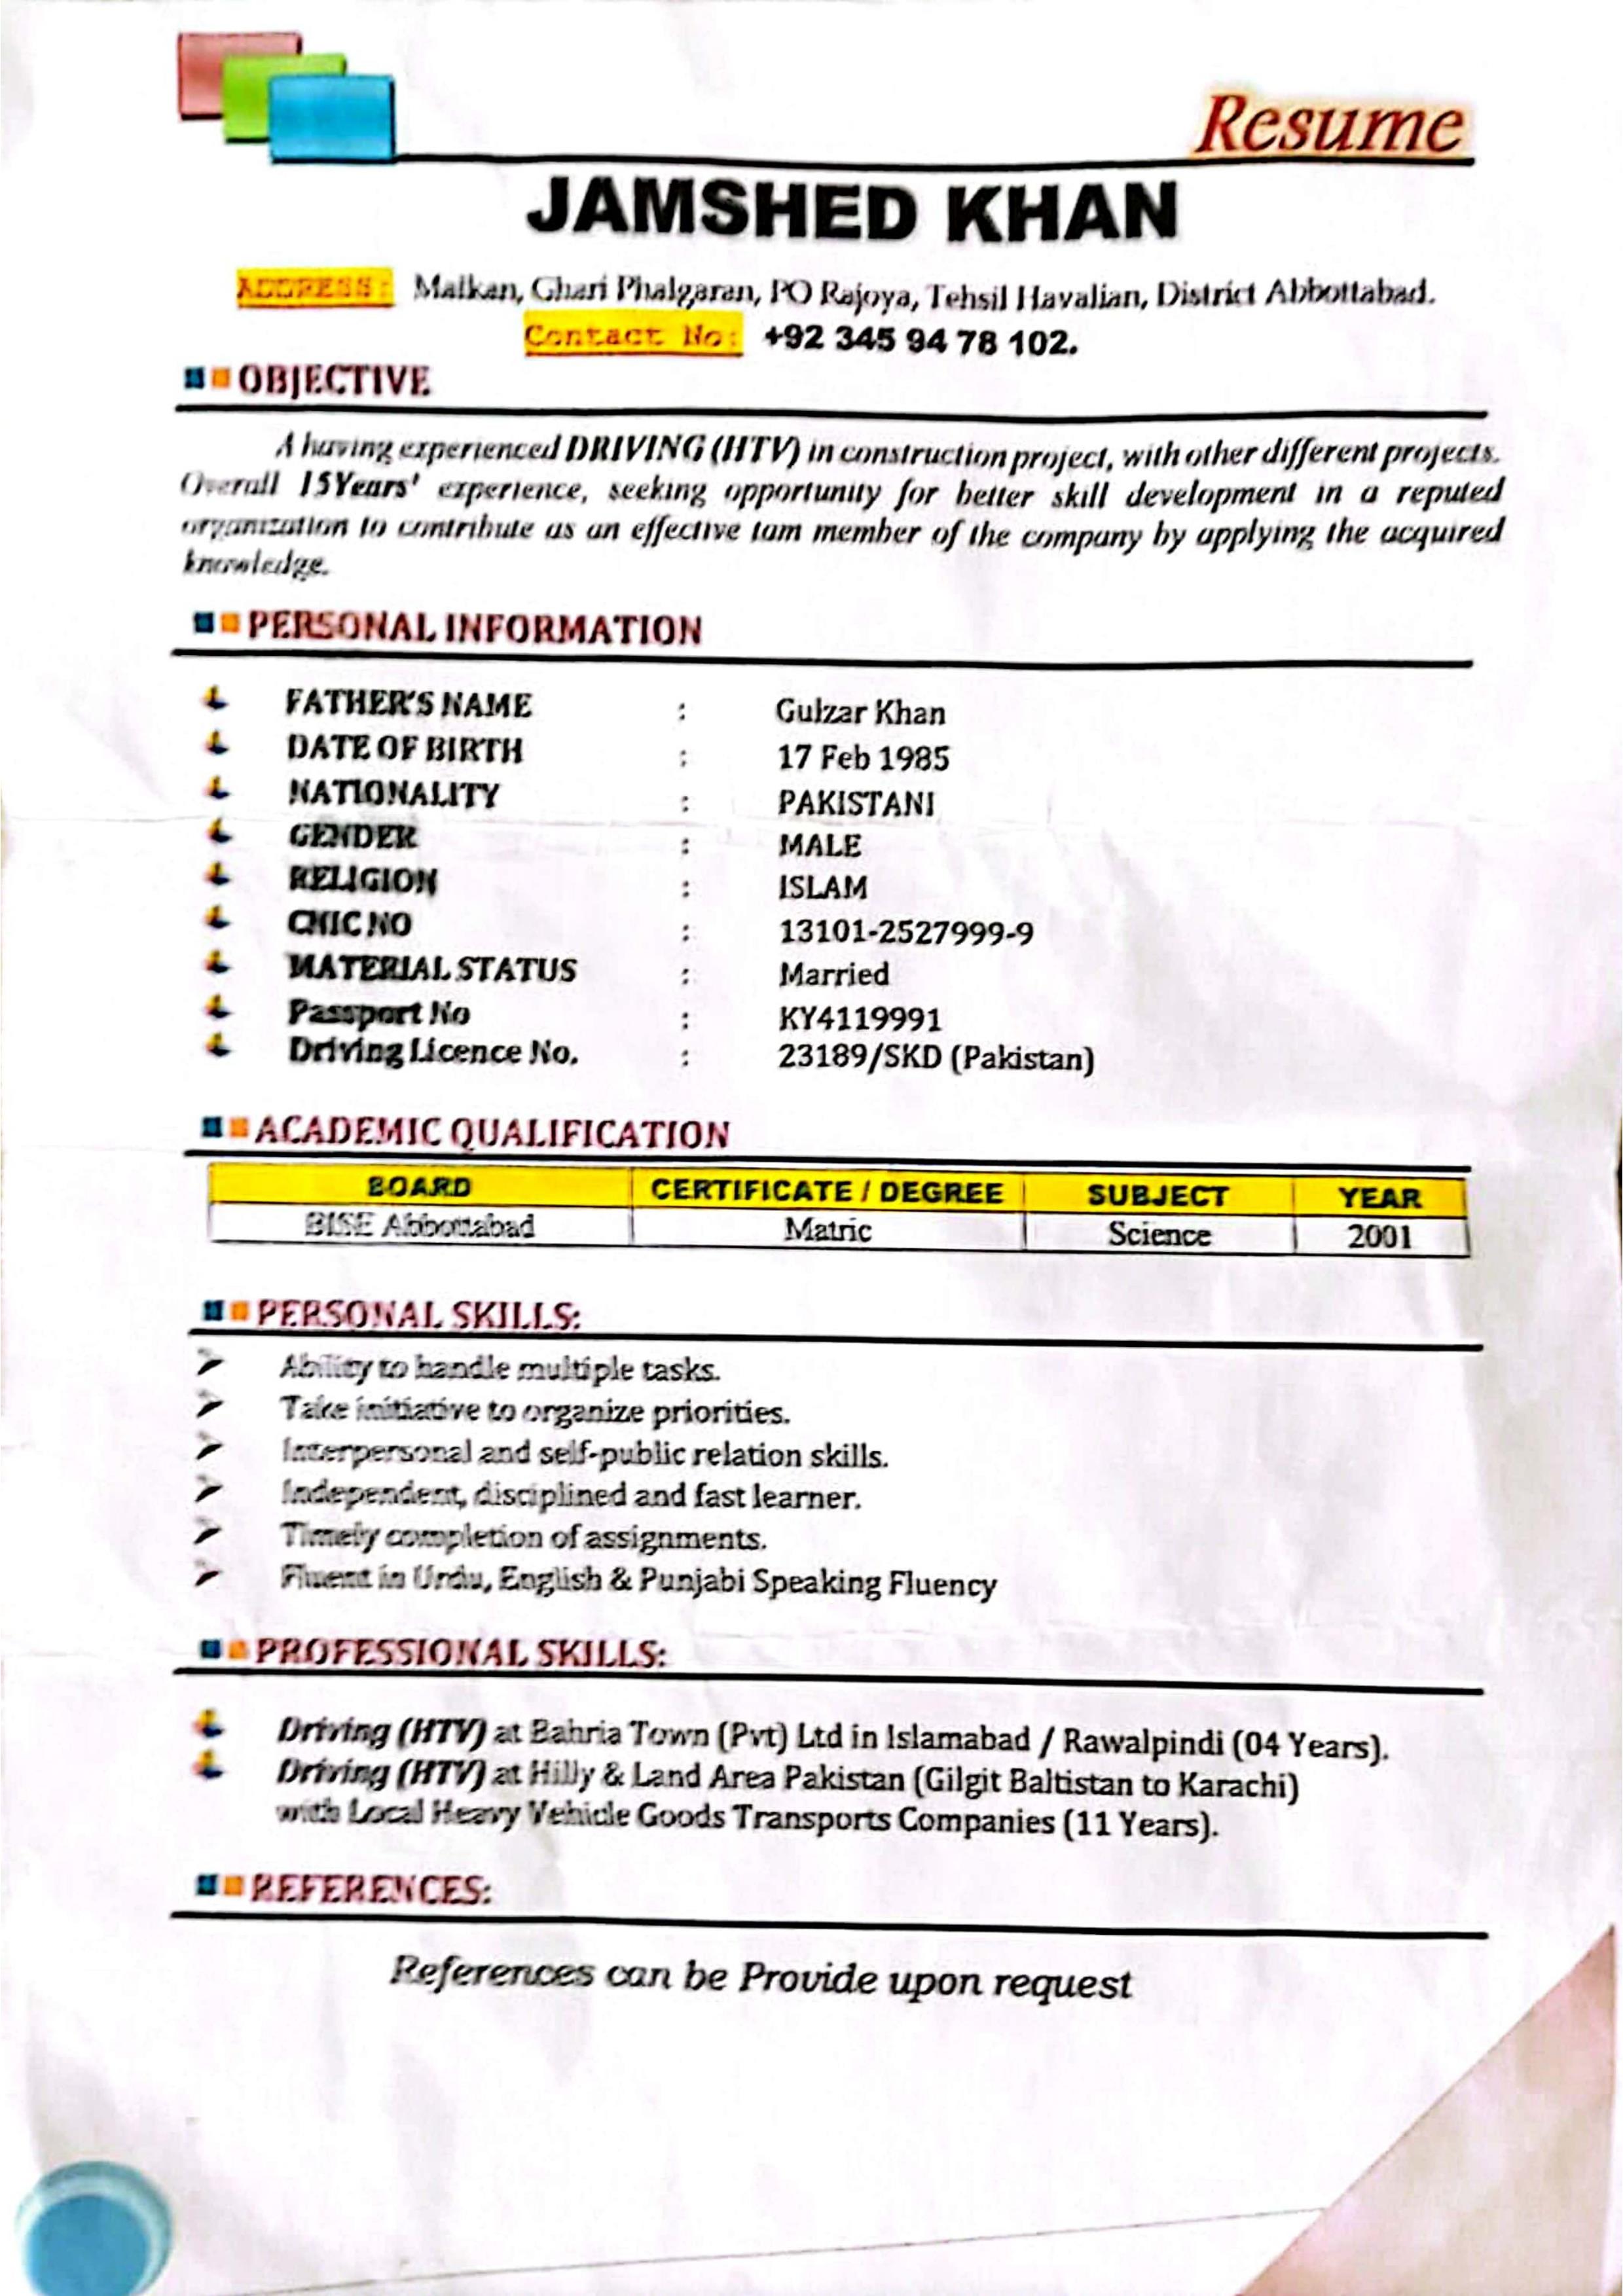 Resume
JAMSHED KHAN
ADDRESS: Malkan, Ghari Phalgaran, PO Rajoya, Tehsil Havalian, District Abbottabad.
Contact No: +92 345 94 78 102.
OBJECTIVE
A having experienced DRIVING (HTV) in construction project, with other different projects.
Overall 15Years' experience, seeking opportunity for better skill development in a reputed
organization to contribute as an effective tam member of the company by applying the acquired
knowledge.
PERSONAL INFORMATION
FATHER'S NAME : Gulzar Khan
DATE OF BIRTH : 17 Feb 1985
NATIONALITY : PAKISTANI
GENDER : MALE
RELIGION : ISLAM
CNIC NO : 13101-2527999-9
MATERIAL STATUS : Married
Passport No : KY4119991
Driving Licence No. : 23189/SKD (Pakistan)
ACADEMIC QUALIFICATION
BOARD CERTIFICATE / DEGREE SUBJECT YEAR
BISE Abbottabad Matric Science 2001
PERSONAL SKILLS:
Ability to handle multiple tasks.
Take initiative to organize priorities.
Interpersonal and self-public relation skills.
Independent, disciplined and fast learner.
Timely completion of assignments.
Fluent in Urdu, English & Punjabi Speaking Fluency
PROFESSIONAL SKILLS:
Driving (HTV) at Bahria Town (Pvt) Ltd in Islamabad / Rawalpindi (04 Years).
Driving (HTV) at Hilly & Land Area Pakistan (Gilgit Baltistan to Karachi)
with Local Heavy Vehicle Goods Transports Companies (11 Years).
REFERENCES:
References can be Provide upon request